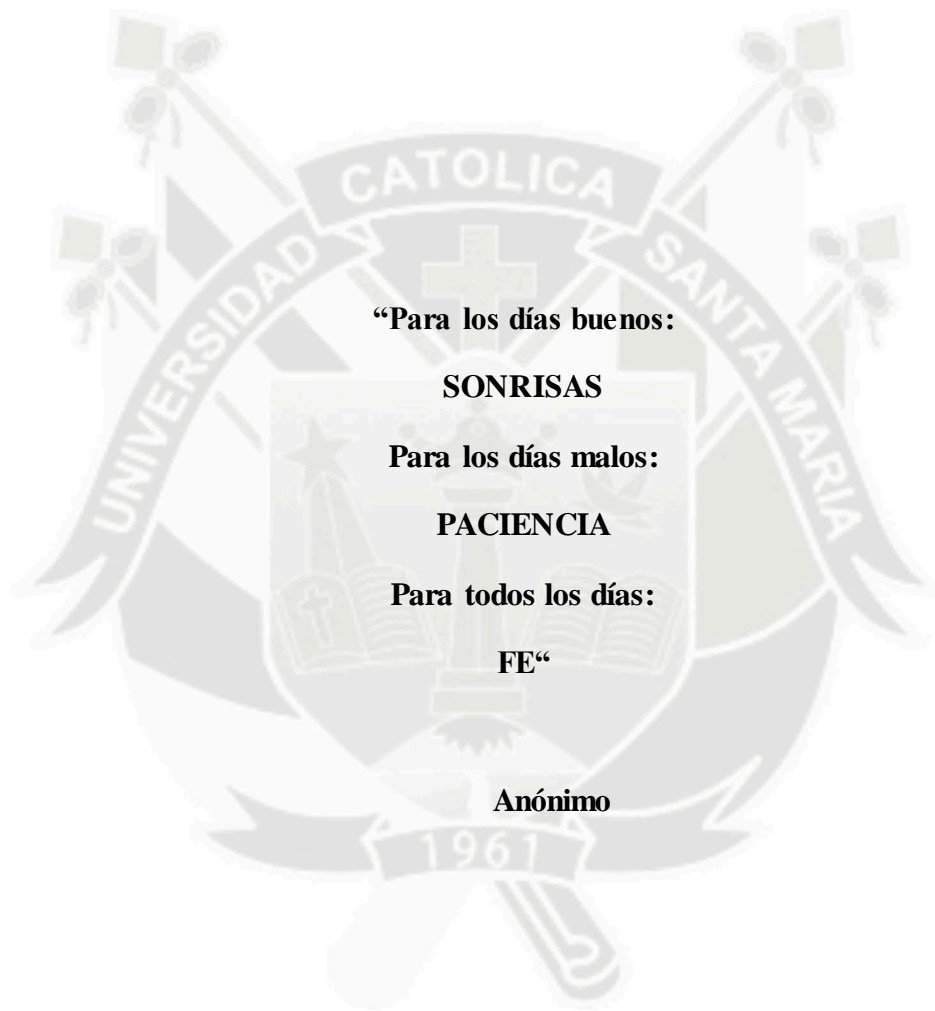 UNIVERSIDAD CATOLICA SANTA MARIA
“Para los días buenos:
SONRISAS
Para los días malos:
PACIENCIA
Para todos los días:
FE“
Anónimo
1961